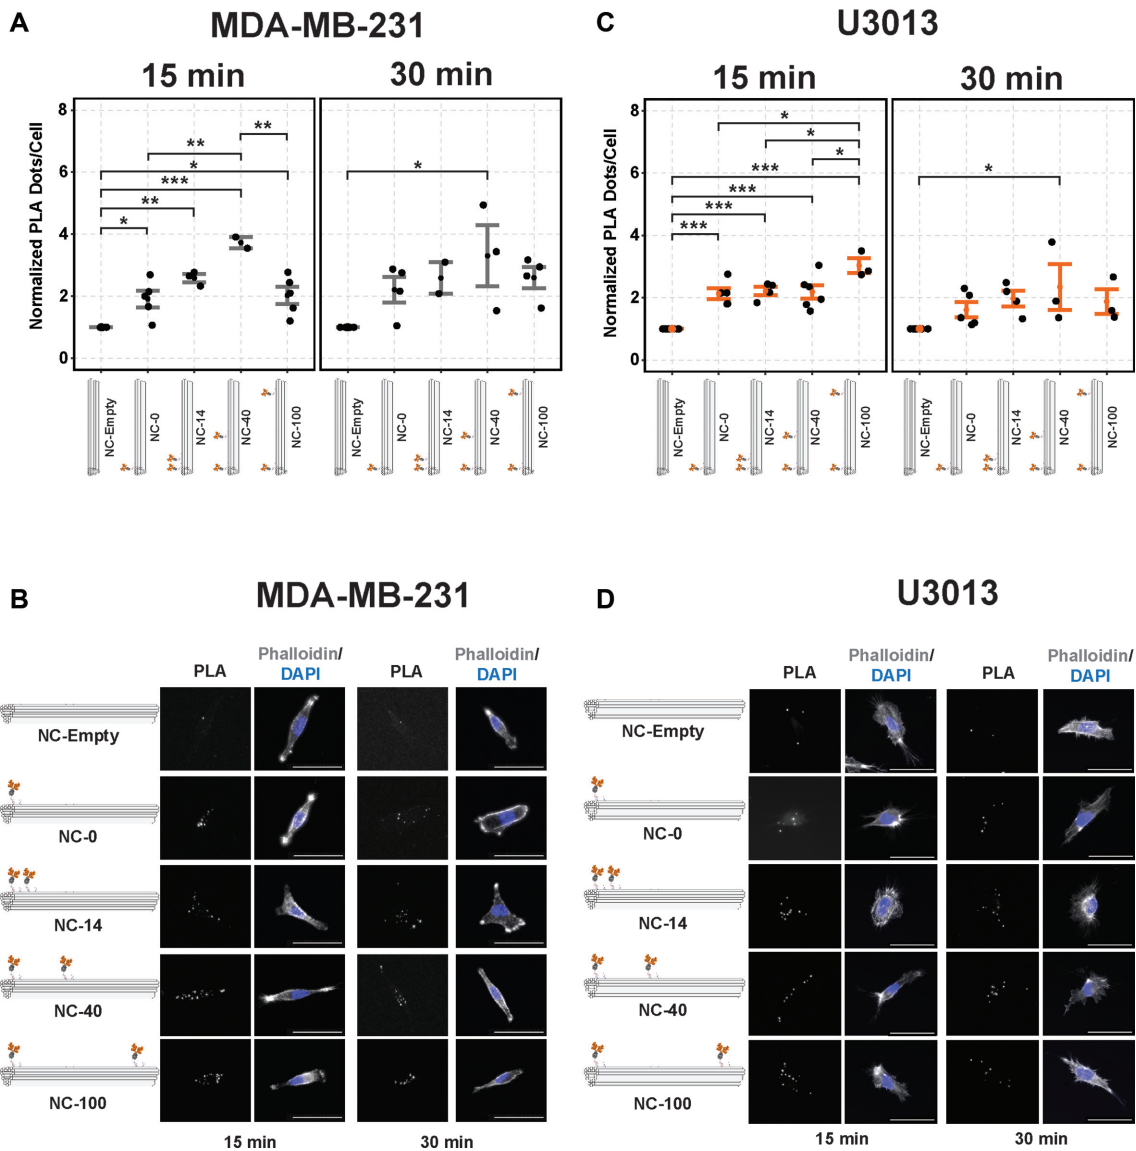 A
MDA-MB-231
15 min
30 min
Normalized PLA Dots/Cell
8
6
4
2
0
*
**
***
*
**
**
*
NC-Empty
NC-0
NC-14
NC-40
NC-100
NC-Empty
NC-0
NC-14
NC-40
NC-100
C
U3013
15 min
30 min
Normalized PLA Dots/Cell
8
6
4
2
0
***
***
***
***
*
*
*
*
NC-Empty
NC-0
NC-14
NC-40
NC-100
NC-Empty
NC-0
NC-14
NC-40
NC-100
B
MDA-MB-231
PLA
Phalloidin/
DAPI
PLA
Phalloidin/
DAPI
NC-Empty
NC-0
NC-14
NC-40
NC-100
15 min
30 min
D
U3013
PLA
Phalloidin/
DAPI
PLA
Phalloidin/
DAPI
NC-Empty
NC-0
NC-14
NC-40
NC-100
15 min
30 min